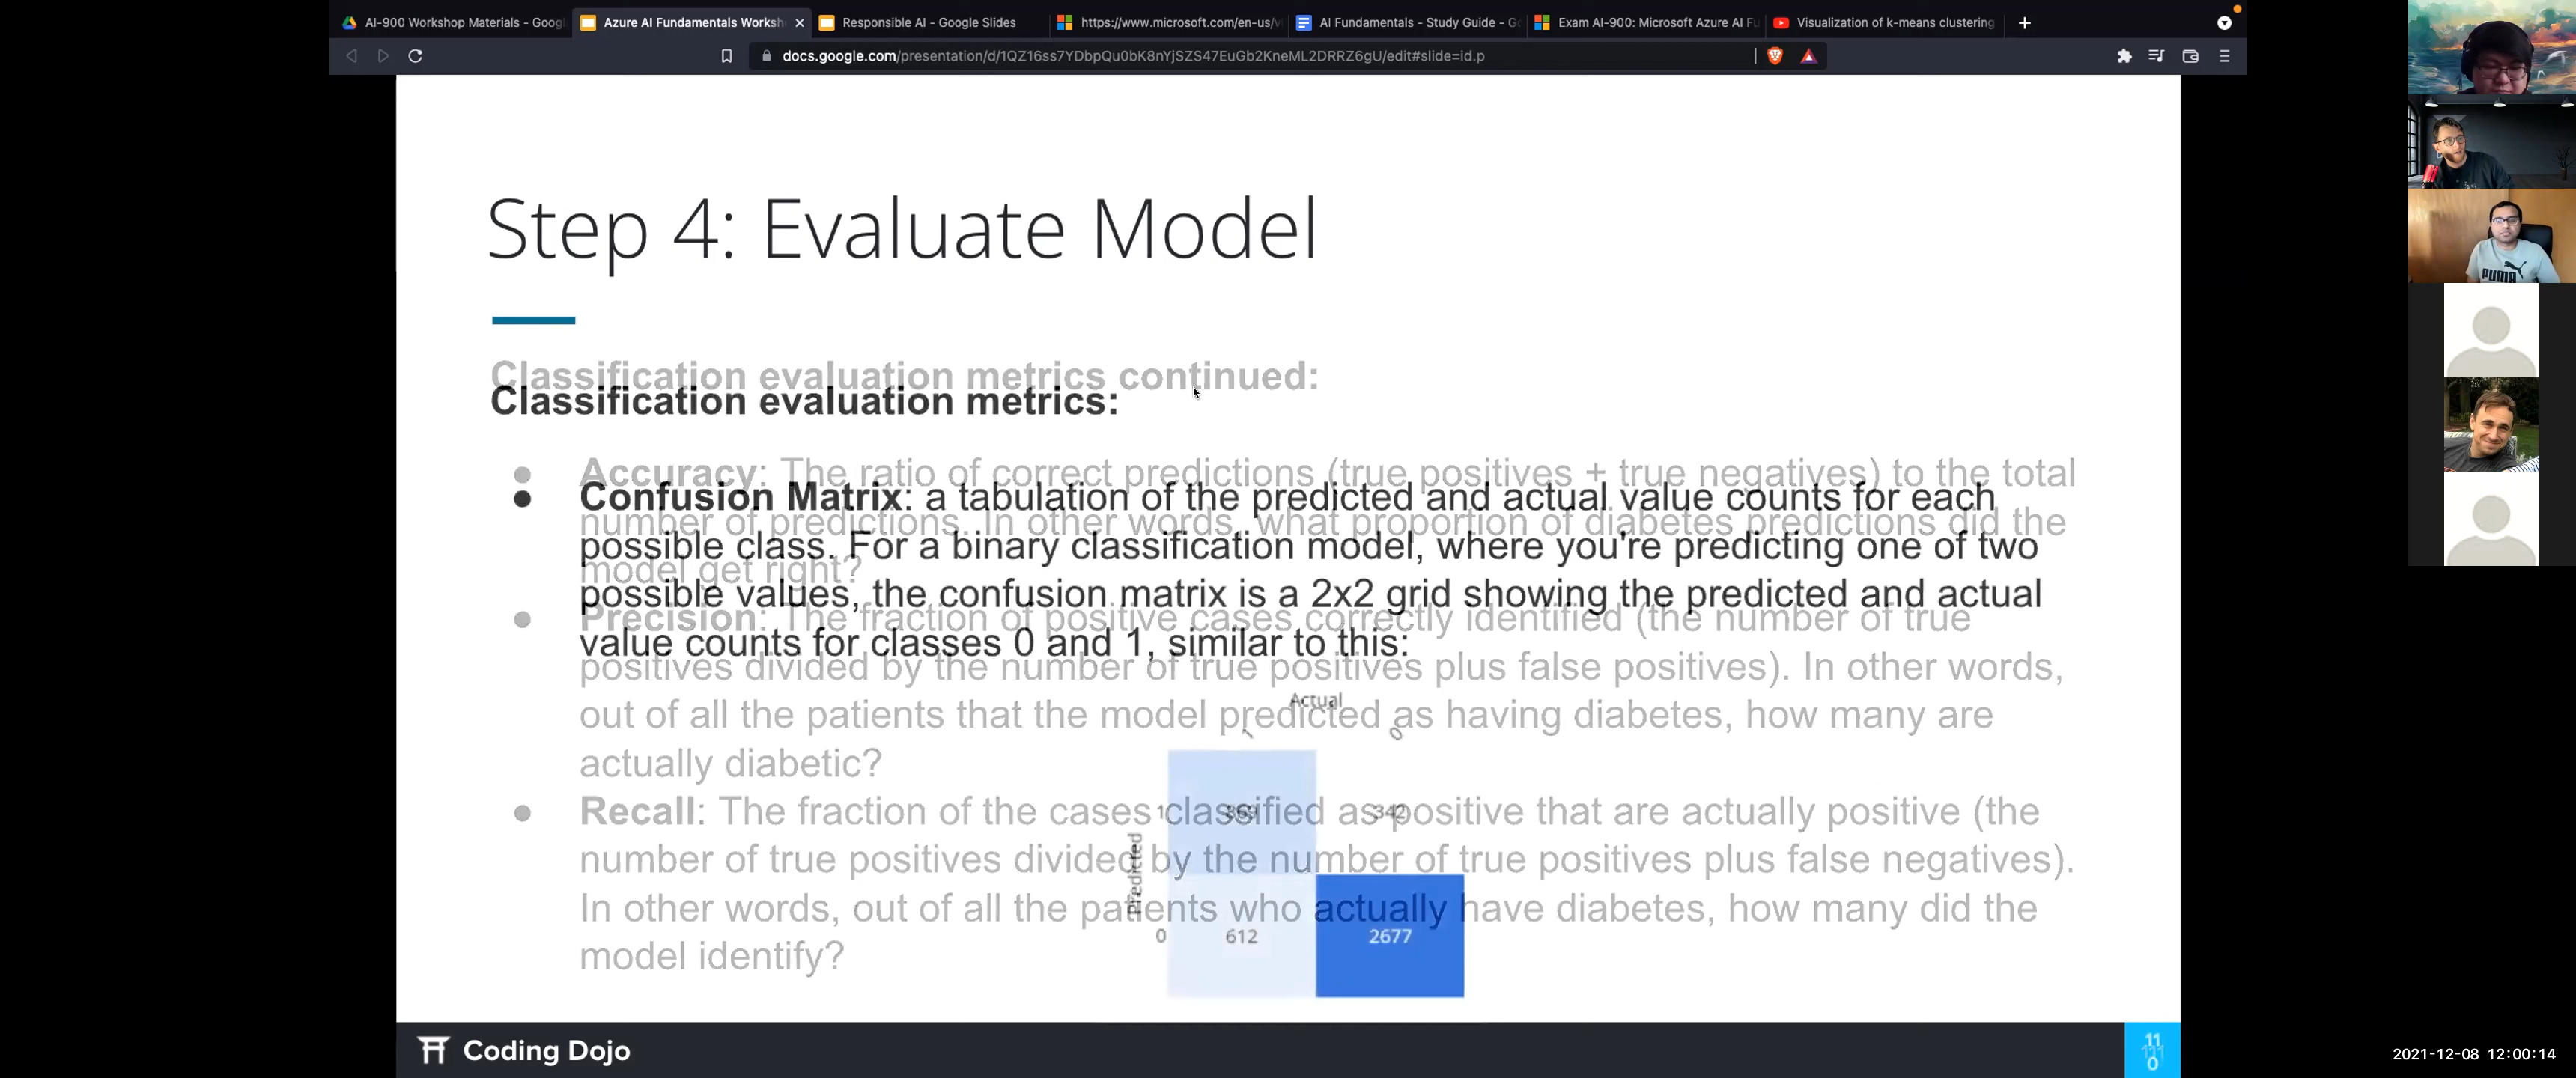 AI-900 Workshop Materials - Googl
Azure AI Fundamentals Worksh
Responsible AI - Google Slides
https://www.microsoft.com/en-us/vi
AI Fundamentals - Study Guide - Go
Exam AI-900: Microsoft Azure AI Fu
Visualization of k-means clustering
docs.google.com/presentation/d/1QZ16ss7YDbpQu0bK8nYjSZS47EuGb2KneML2DRRZ6gU/edit#slide=id.p
Step 4: Evaluate Model
Classification evaluation metrics continued:
Classification evaluation metrics:
Accuracy: The ratio of correct predictions (true positives + true negatives) to the total
Confusion Matrix: a tabulation of the predicted and actual value counts for each
number of predictions. In other words, what proportion of diabetes predictions did the
possible class. For a binary classification model, where you're predicting one of two
model get right?
possible values, the confusion matrix is a 2x2 grid showing the predicted and actual
Precision: The fraction of positive cases correctly identified (the number of true
value counts for classes 0 and 1, similar to this:
positives divided by the number of true positives plus false positives). In other words,
Actual
out of all the patients that the model predicted as having diabetes, how many are
1 0
actually diabetic?
Recall: The fraction of the cases classified as positive that are actually positive (the
1 342
number of true positives divided by the number of true positives plus false negatives).
Predicted
In other words, out of all the patients who actually have diabetes, how many did the
0 612 2677
model identify?
Coding Dojo
11
0
PUMA
2021-12-08 12:00:14